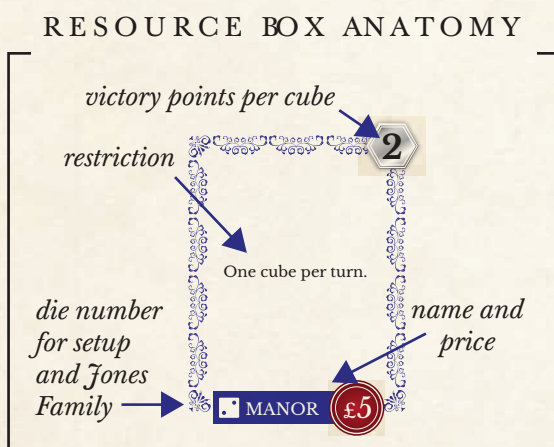 RESOURCE BOX ANATOMY
victory points per cube
2
restriction
One cube per turn.
die number
for setup
and Jones
Family
name and
price
MANOR £5